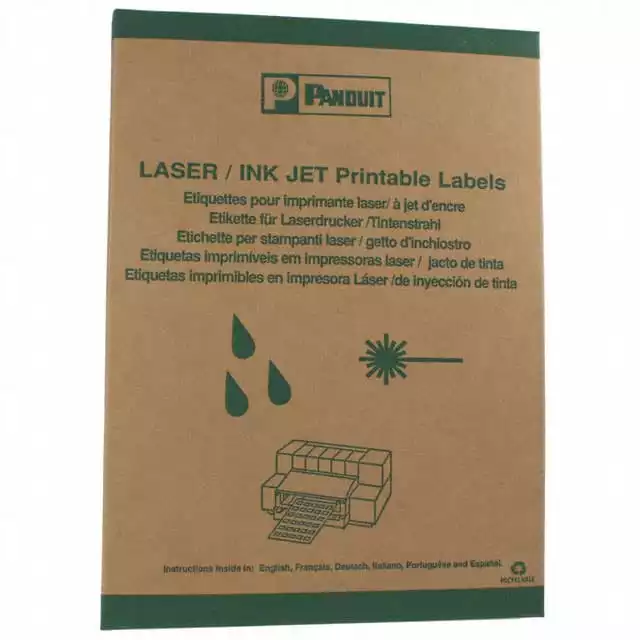 PANDUIT
LASER / INK JET Printable Labels
Etiquettes pour imprimante laser/ à jet d'encre
Etikette für Laserdrucker /Tintenstrahl
Etichette per stampanti laser / getto d'inchiostro
Etiquetas imprimíveis em impressoras laser / jacto de tinta
Etiquetas imprimibles en impresora Láser /de inyección de tinta
Instructions inside in: English, Français, Deutsch, Italiano, Português and Español.
RECYCLABLE